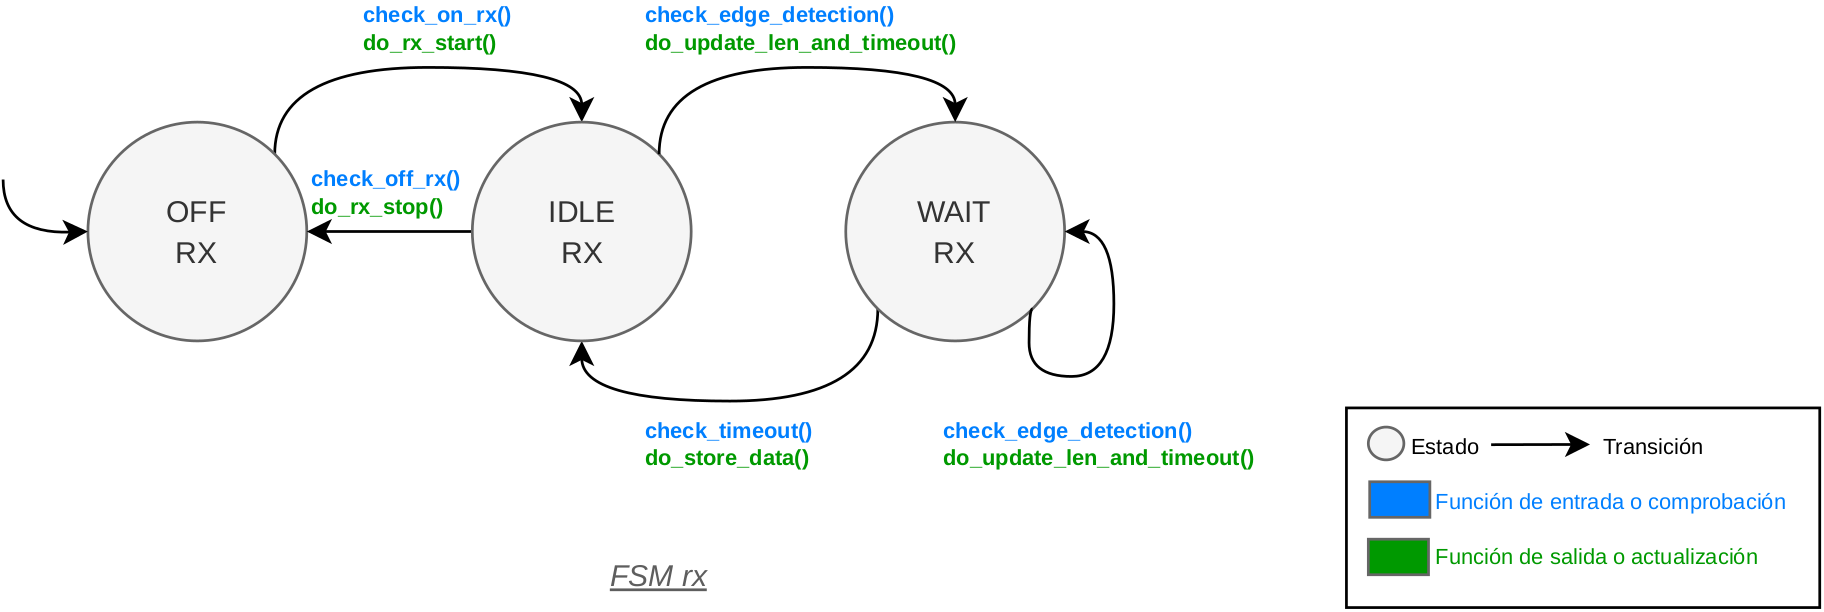 check_on_rx()
do_rx_start()
check_edge_detection()
do_update_len_and_timeout()
check_off_rx()
do_rx_stop()
OFF
RX
IDLE
RX
WAIT
RX
check_timeout()
do_store_data()
check_edge_detection()
do_update_len_and_timeout()
Estado
Transición
Función de entrada o comprobación
Función de salida o actualización
FSM rx